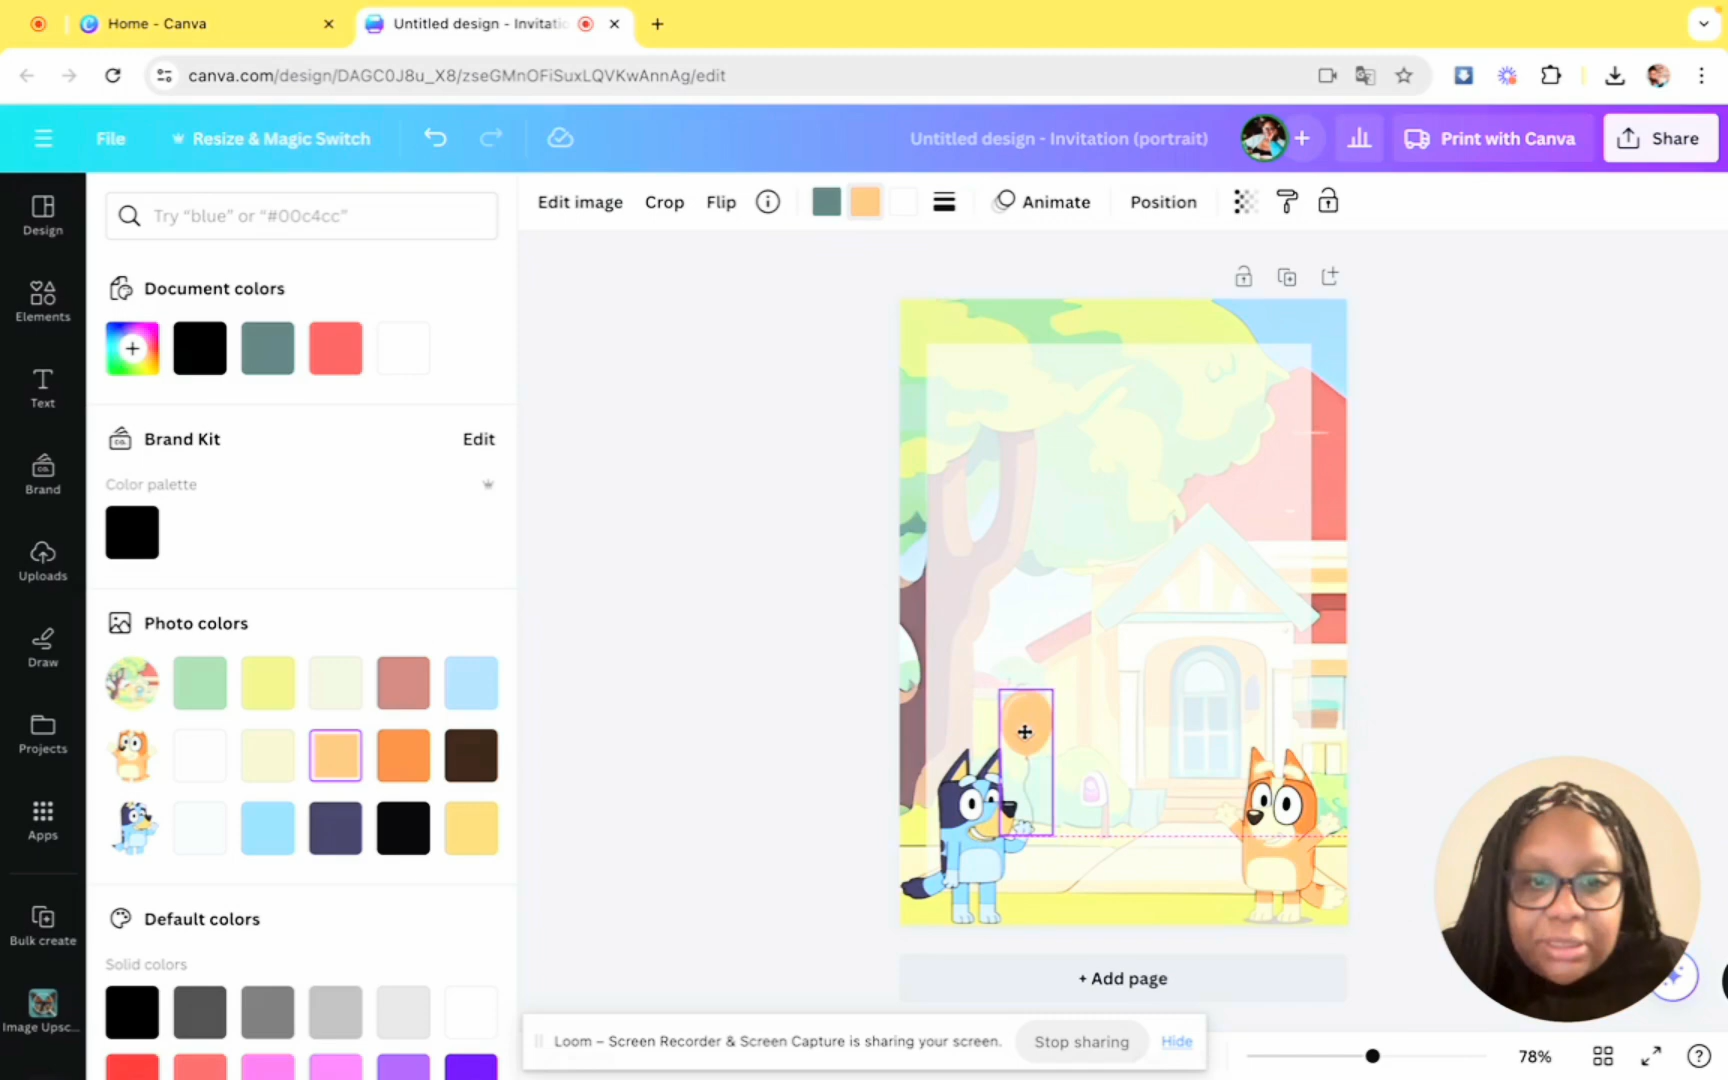 Home - Canva
Untitled design - Invitatio
canva.com/design/DAGC0J8u_X8/zseGMnOFiSuxLQVKwAnnAg/edit
File
Resize & Magic Switch
Untitled design - Invitation (portrait)
Print with Canva
Share
Design
Elements
Text
Brand
Uploads
Draw
Projects
Apps
Bulk create
Image Upsc...
Try “blue” or “#00c4cc”
Document colors
Brand Kit
Edit
Color palette
Photo colors
Default colors
Solid colors
Edit image
Crop
Flip
Animate
Position
+ Add page
Loom – Screen Recorder & Screen Capture is sharing your screen.
Stop sharing
Hide
78%